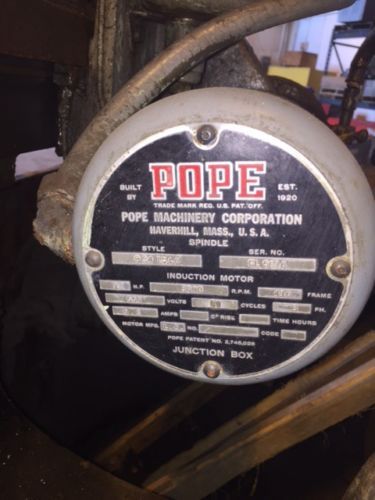 BUILT BY POPE EST. 1920
TRADE MARK REG. U.S. PAT. OFF.
POPE MACHINERY CORPORATION
HAVERHILL, MASS., U. S. A.
SPINDLE
STYLE SER. NO.
INDUCTION MOTOR
H.P. R.P.M. FRAME
VOLTS CYCLES PH.
AMPS C° RISE TIME HOURS
MOTOR MFG. NO. CODE
POPE PATENT NO. 2,746,028
JUNCTION BOX